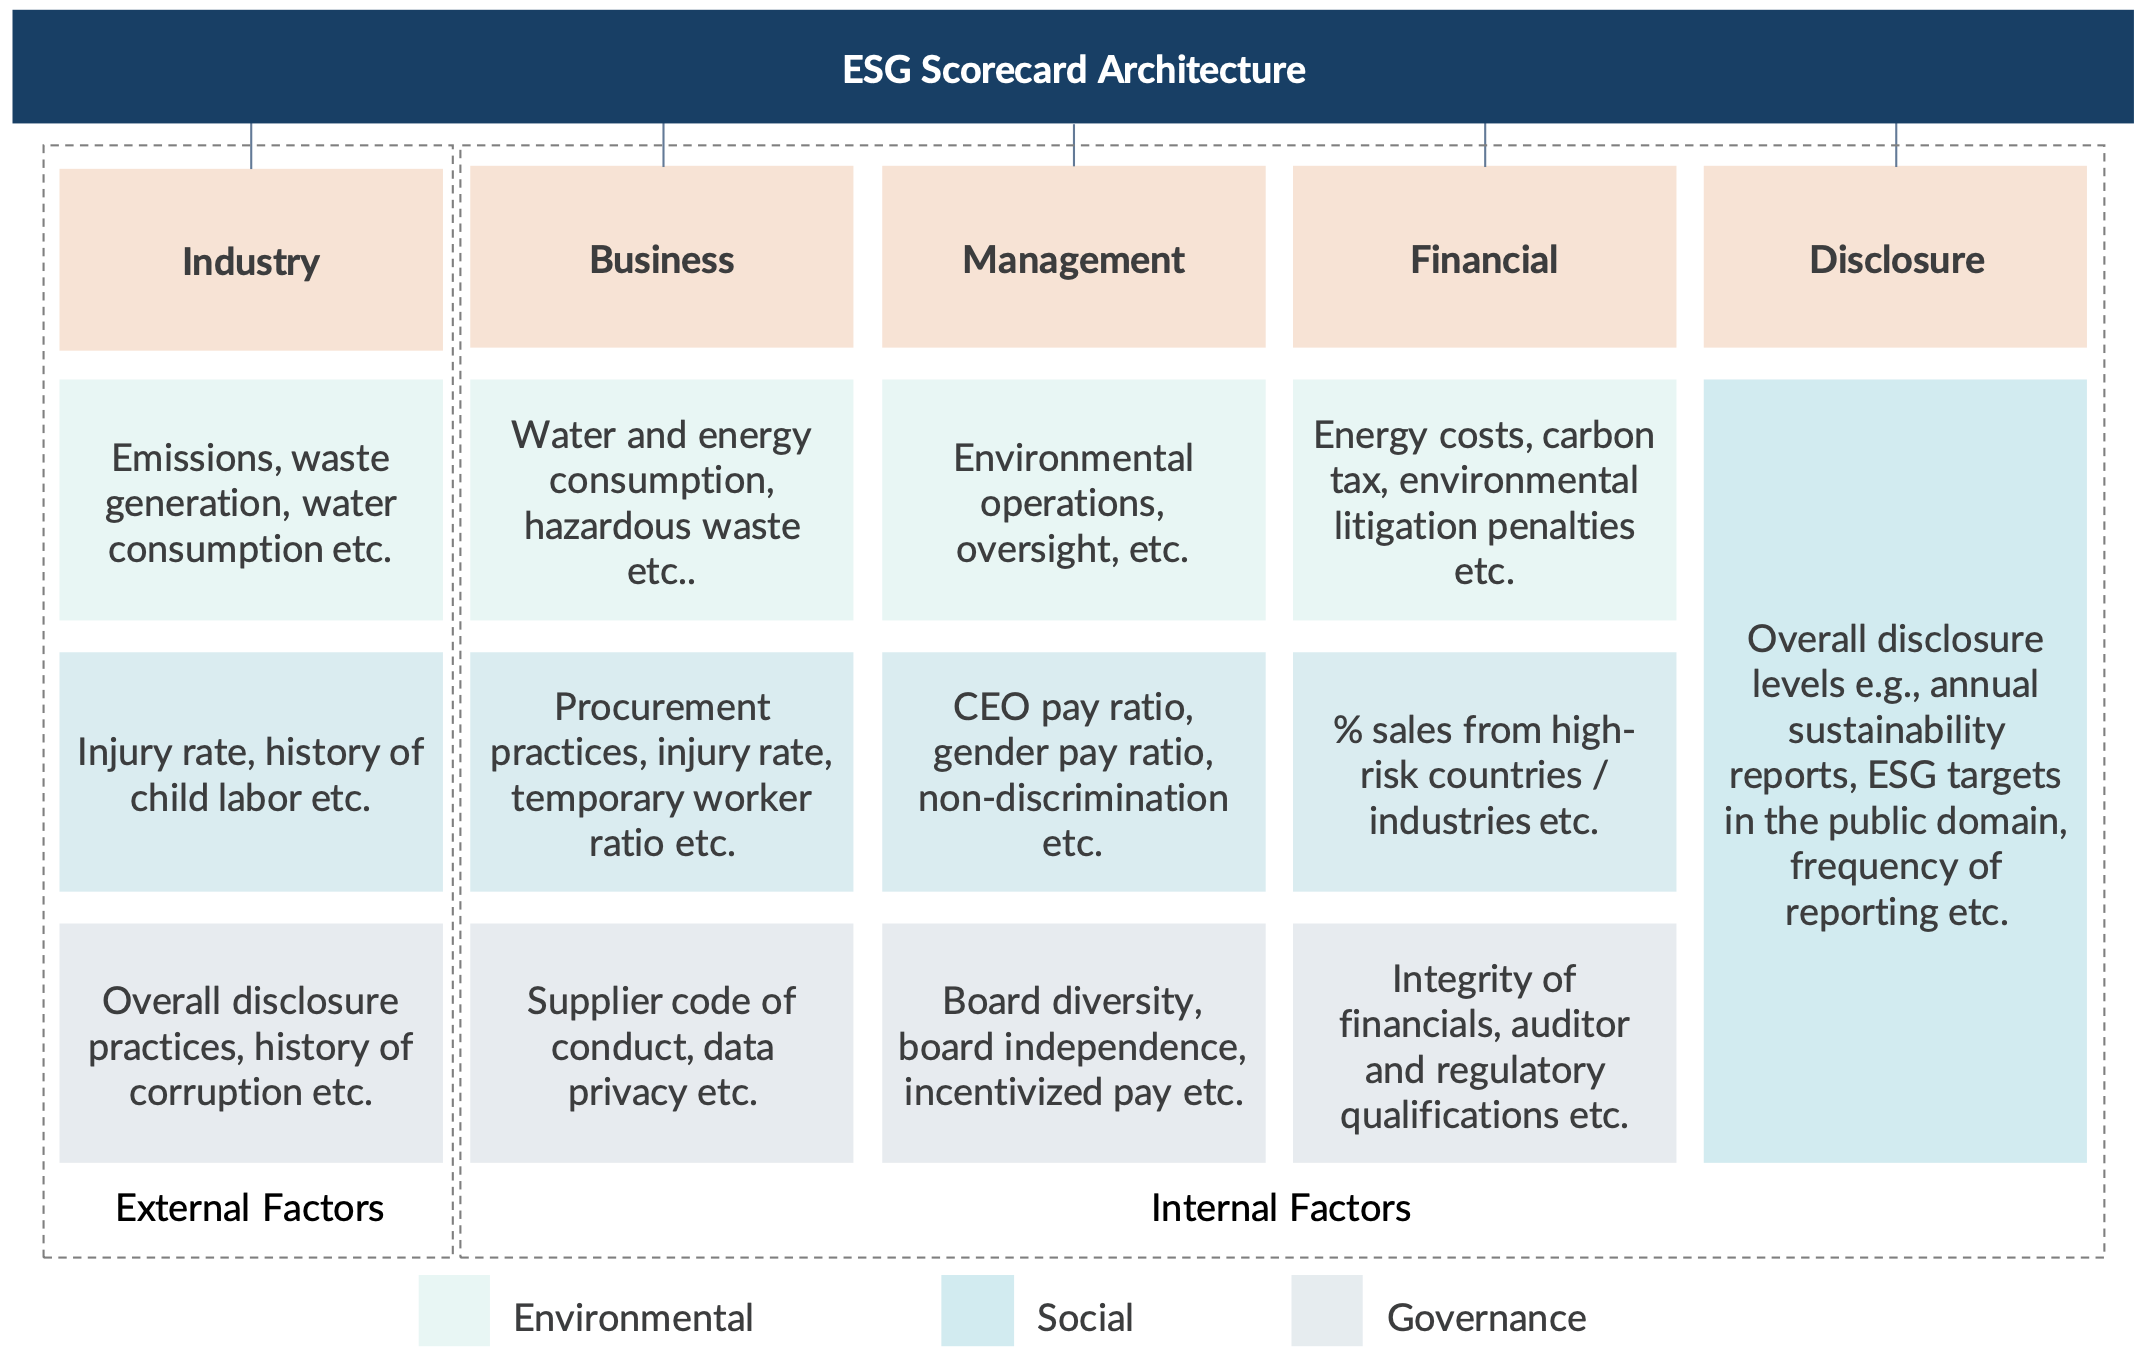 ESG Scorecard Architecture
Industry
Business
Management
Financial
Disclosure
Emissions, waste
generation, water
consumption etc.
Water and energy
consumption,
hazardous waste
etc..
Environmental
operations,
oversight, etc.
Energy costs, carbon
tax, environmental
litigation penalties
etc.
Overall disclosure
levels e.g., annual
sustainability
reports, ESG targets
in the public domain,
frequency of
reporting etc.
Injury rate, history of
child labor etc.
Procurement
practices, injury rate,
temporary worker
ratio etc.
CEO pay ratio,
gender pay ratio,
non-discrimination
etc.
% sales from high-
risk countries /
industries etc.
Overall disclosure
practices, history of
corruption etc.
Supplier code of
conduct, data
privacy etc.
Board diversity,
board independence,
incentivized pay etc.
Integrity of
financials, auditor
and regulatory
qualifications etc.
External Factors
Internal Factors
Environmental
Social
Governance